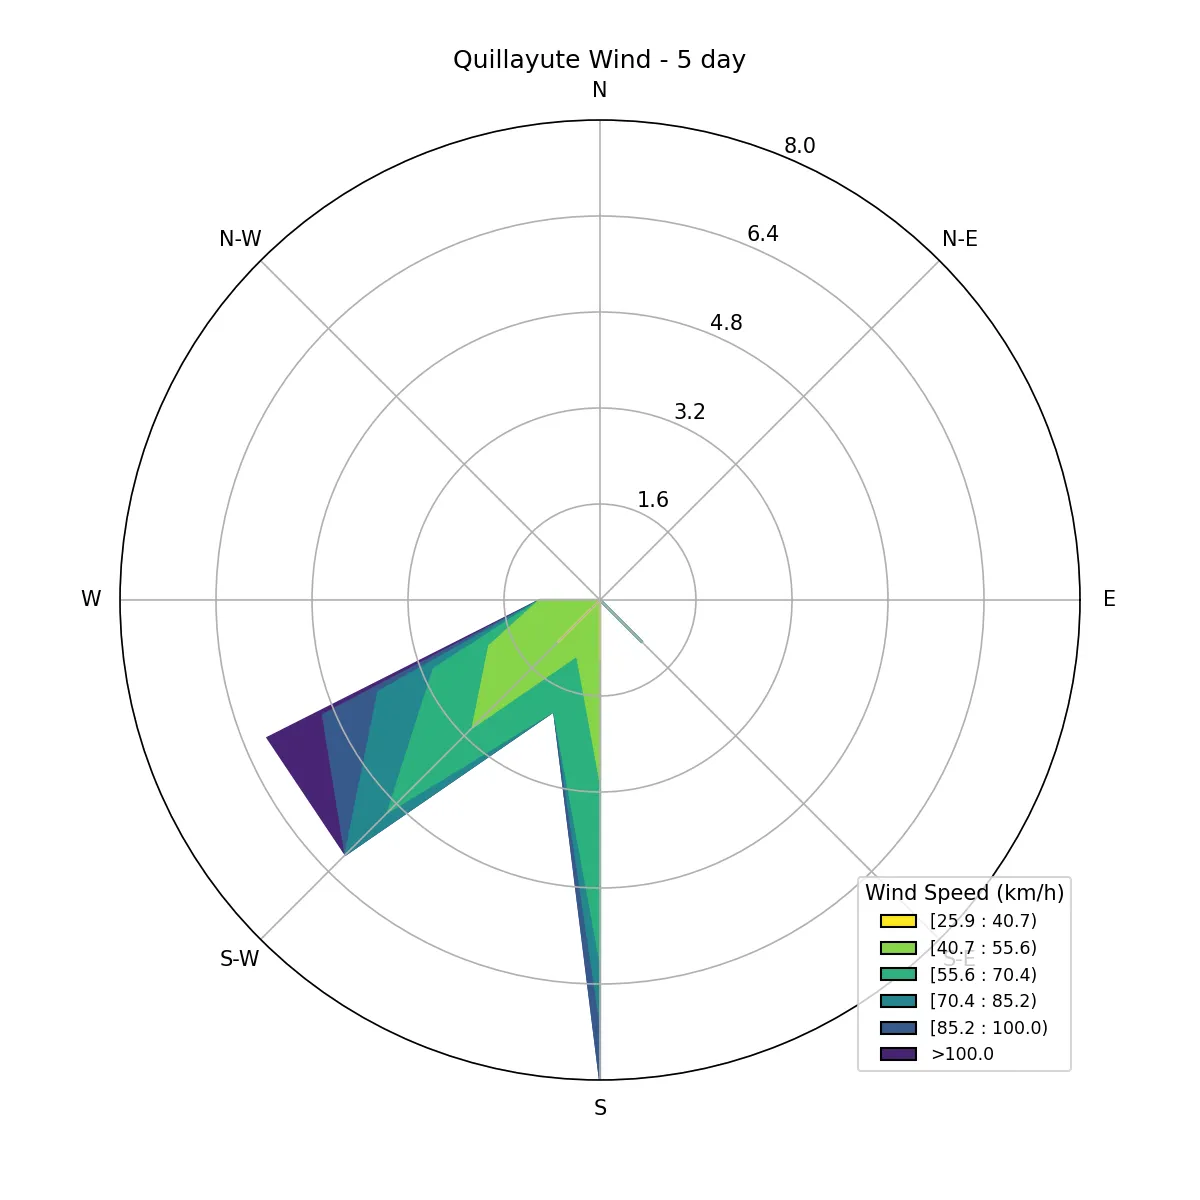 Quillayute Wind - 5 day
N
8.0
N-W
6.4
N-E
4.8
3.2
1.6
W
E
S-W
S-E
S
Wind Speed (km/h)
[25.9 : 40.7)
[40.7 : 55.6)
[55.6 : 70.4)
[70.4 : 85.2)
[85.2 : 100.0)
>100.0